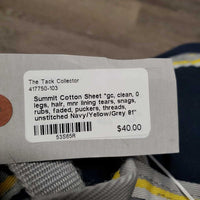 The Tack Collector
417750-103
Summit Cotton Sheet *gc, clean, 0
legs, hair, mnr lining tears, snags,
rubs, faded, puckers, threads,
unstitched Navy/Yellow/Grey 81"
$40.00
53S65R